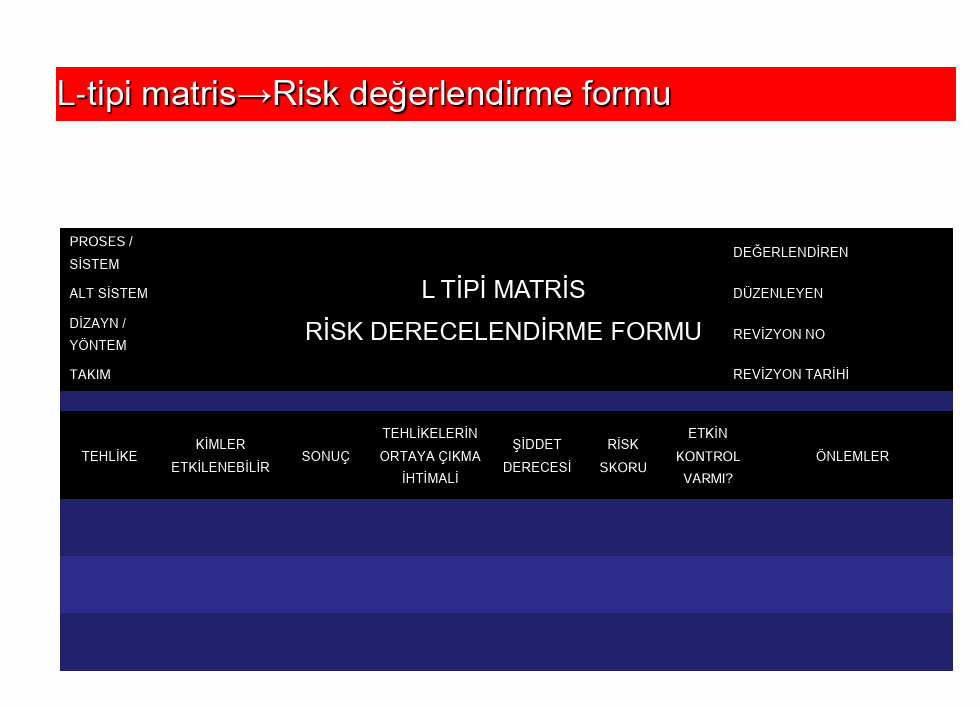 L-tipi matris→Risk değerlendirme formu
PROSES /
SİSTEM
ALT SİSTEM
DİZAYN /
YÖNTEM
TAKIM
L TİPİ MATRİS
RİSK DERECELENDİRME FORMU
DEĞERLENDİREN
DÜZENLEYEN
REVİZYON NO
REVİZYON TARİHİ
TEHLİKE
KİMLER
ETKİLENEBİLİR
SONUÇ
TEHLİKELERİN
ORTAYA ÇIKMA
İHTİMALİ
ŞİDDET
DERECESİ
RİSK
SKORU
ETKİN
KONTROL
VARMI?
ÖNLEMLER